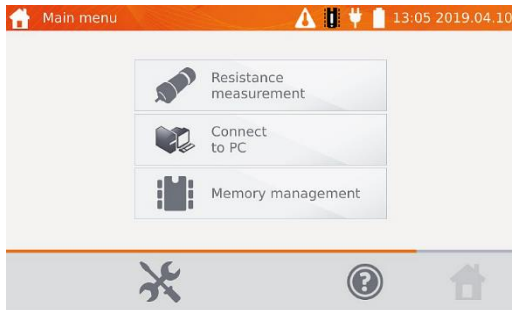 Main menu
13:05 2019.04.10
Resistance
measurement
Connect
to PC
Memory management